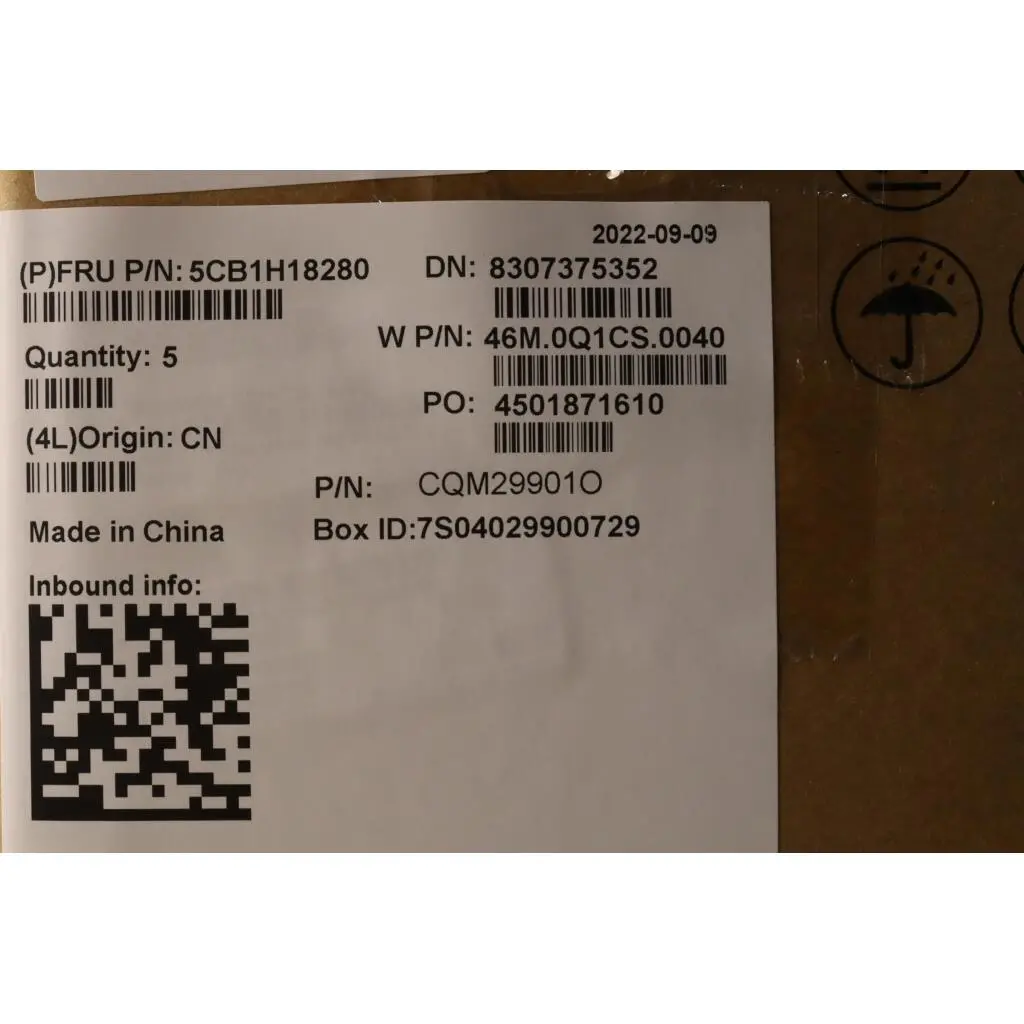 2022-09-09
(P)FRU P/N: 5CB1H18280
DN: 8307375352
W P/N: 46M.0Q1CS.0040
Quantity: 5
PO: 4501871610
(4L)Origin: CN
P/N: CQM29901O
Made in China
Box ID:7S04029900729
Inbound info: